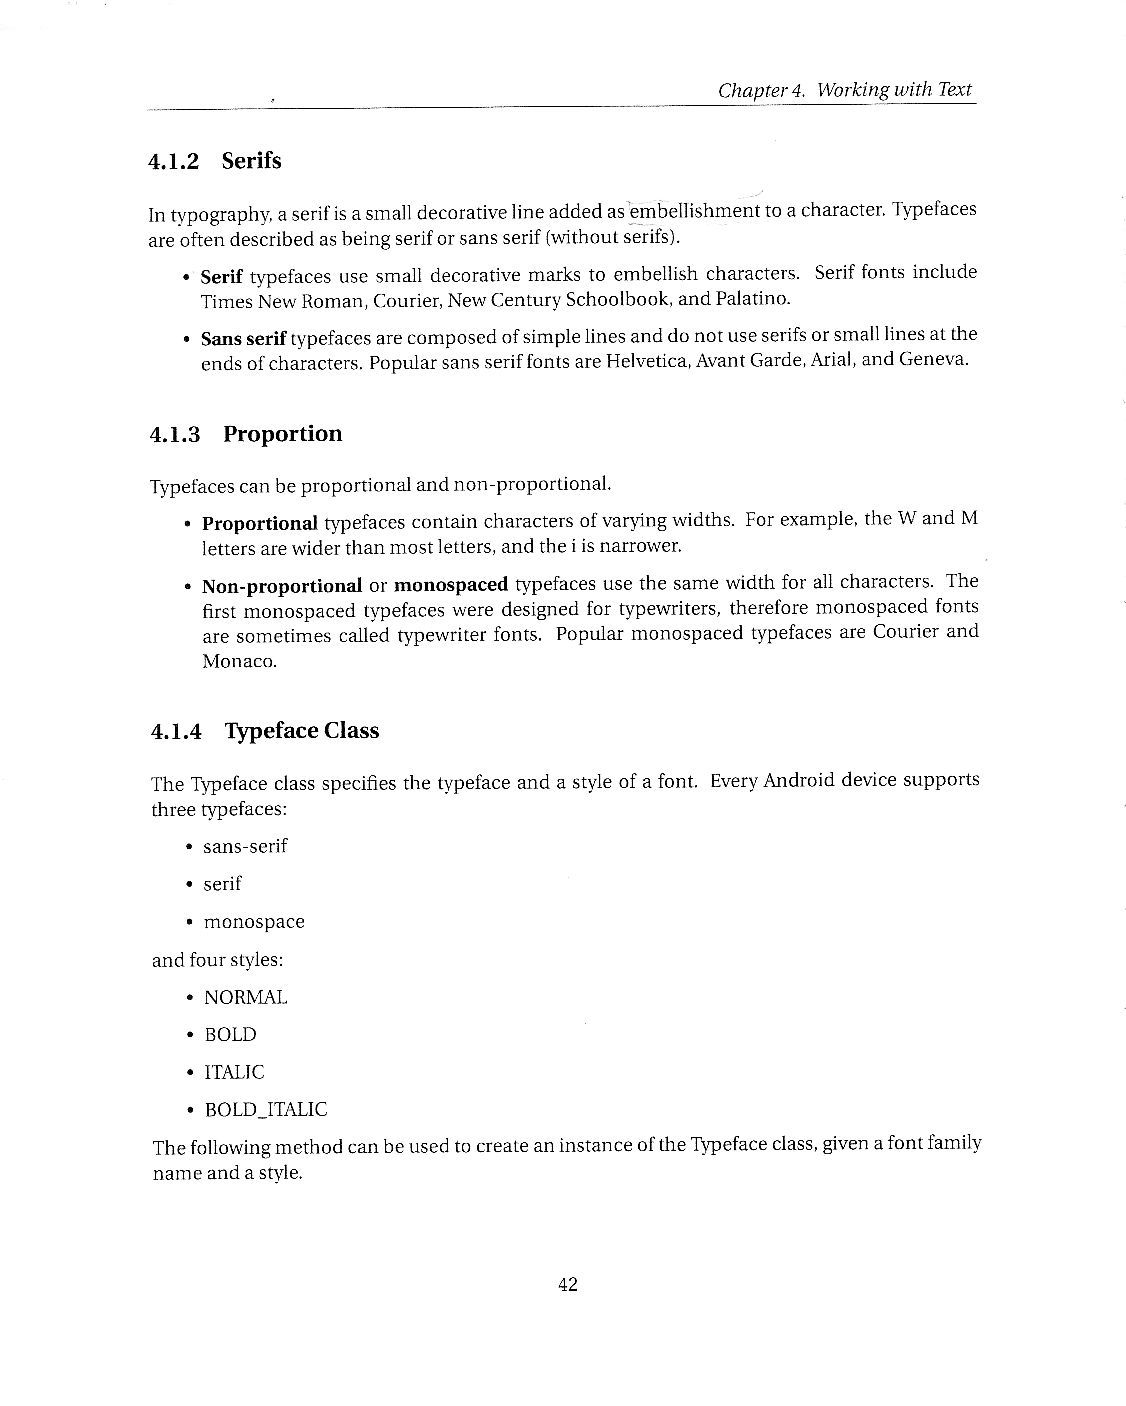 Chapter 4. Working with Text
4.1.2 Serifs
In typography, a serif is a small decorative line added as embellishment to a character. Typefaces
are often described as being serif or sans serif (without serifs).
• Serif typefaces use small decorative marks to embellish characters. Serif fonts include
Times New Roman, Courier, New Century Schoolbook, and Palatino.
• Sans serif typefaces are composed of simple lines and do not use serifs or small lines at the
ends of characters. Popular sans serif fonts are Helvetica, Avant Garde, Arial, and Geneva.
4.1.3 Proportion
Typefaces can be proportional and non-proportional.
• Proportional typefaces contain characters of varying widths. For example, the W and M
letters are wider than most letters, and the i is narrower.
• Non-proportional or monospaced typefaces use the same width for all characters. The
first monospaced typefaces were designed for typewriters, therefore monospaced fonts
are sometimes called typewriter fonts. Popular monospaced typefaces are Courier and
Monaco.
4.1.4 Typeface Class
The Typeface class specifies the typeface and a style of a font. Every Android device supports
three typefaces:
• sans-serif
• serif
• monospace
and four styles:
• NORMAL
• BOLD
• ITALIC
• BOLD_ITALIC
The following method can be used to create an instance of the Typeface class, given a font family
name and a style.
42